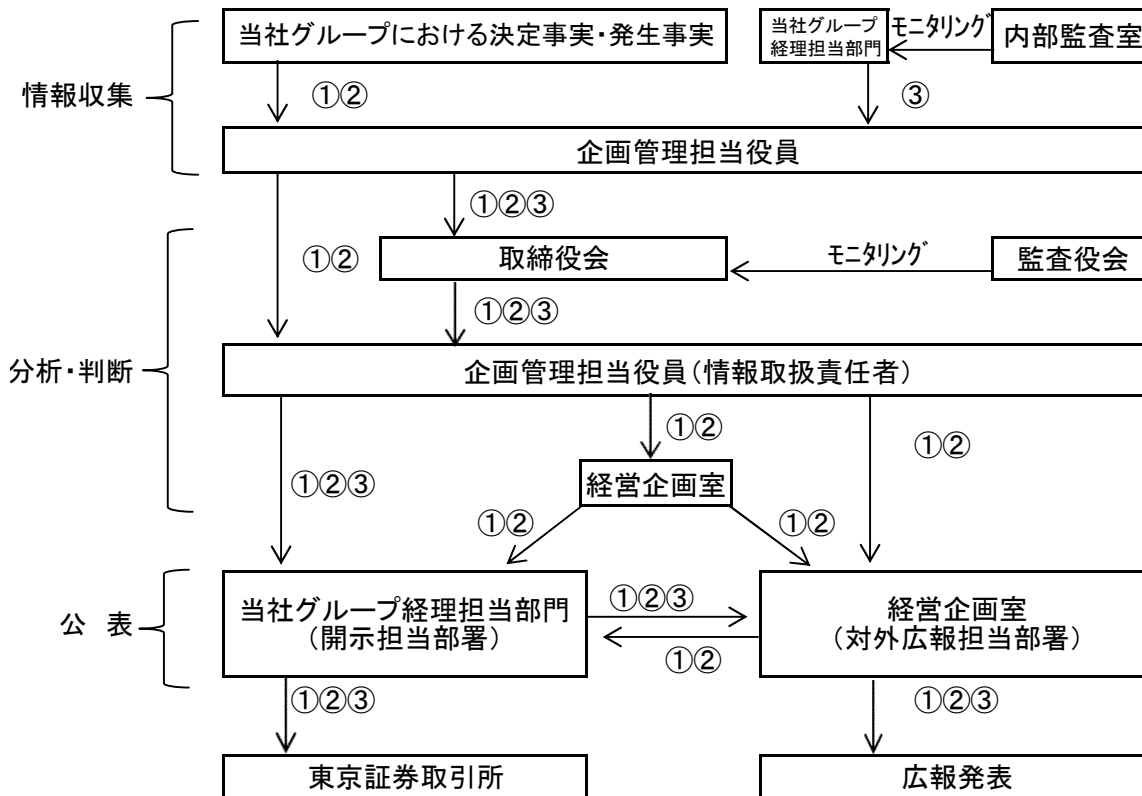 当社グループにおける決定事実・発生事実
当社グループ
経理担当部門
モニタリング
内部監査室
情報収集
①②
③
企画管理担当役員
①②③
①②
取締役会
モニタリング
監査役会
①②③
分析・判断
企画管理担当役員(情報取扱責任者)
①②
①②
①②③
経営企画室
①②
①②
公 表
当社グループ経理担当部門
(開示担当部署)
①②③
①②
経営企画室
(対外広報担当部署)
①②③
①②③
東京証券取引所
広報発表